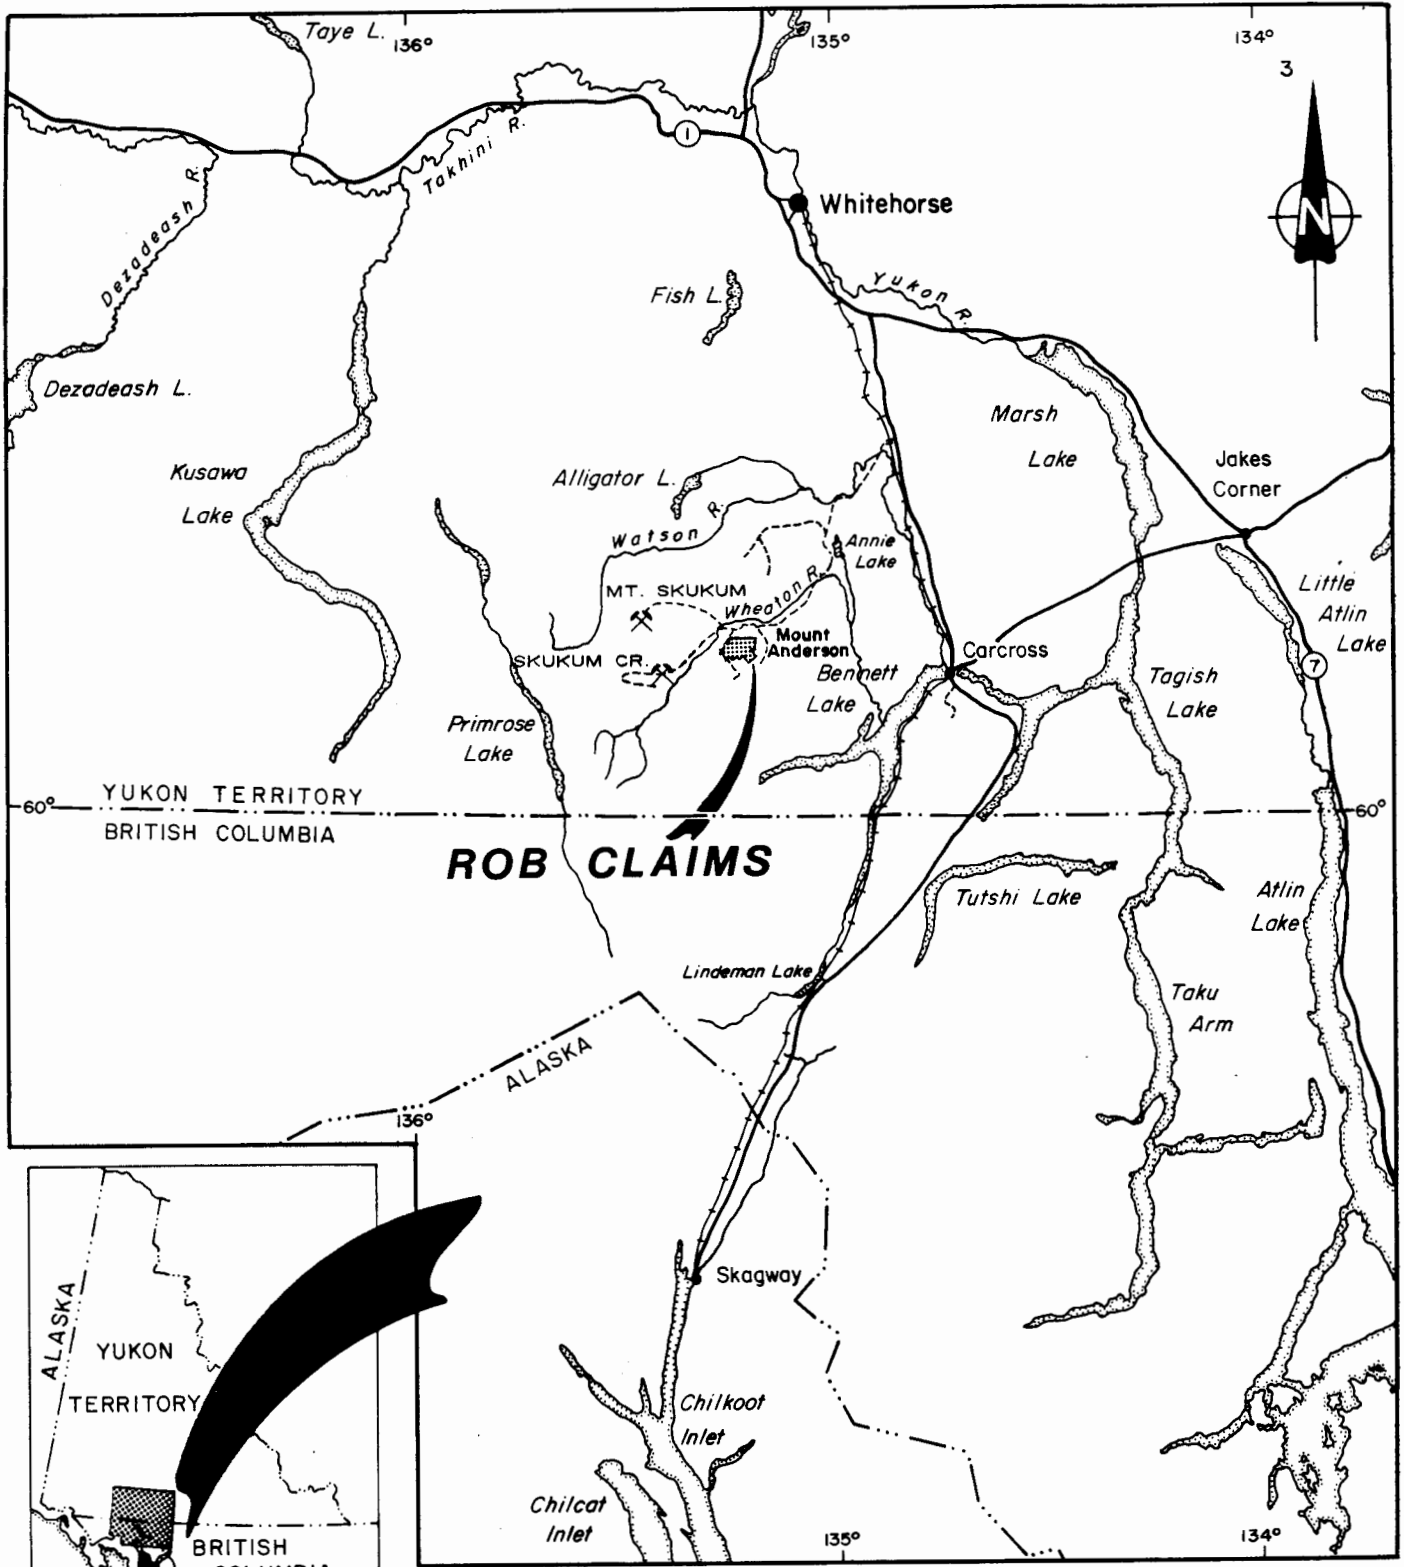 Taye L.
136°
135°
134°
3
N
1
Takhini R.
Whitehorse
Dezadeash R.
Yukon R.
Fish L.
Dezadeash L.
Marsh
Lake
Jakes
Corner
Kusawa
Lake
Alligator L.
Watson R.
Annie
Lake
Little
Atlin
Lake
MT. SKUKUM
Wheaton R.
Mount
Anderson
SKUKUM CR.
Carcross
7
Bennett
Lake
Tagish
Lake
Primrose
Lake
YUKON TERRITORY
60°
60°
BRITISH COLUMBIA
ROB CLAIMS
Tutshi Lake
Atlin
Lake
Lindeman Lake
Taku
Arm
ALASKA
136°
Skagway
ALASKA
YUKON
TERRITORY
Chilkoot
Inlet
Chilcat
Inlet
135°
134°
BRITISH
COLUMBIA